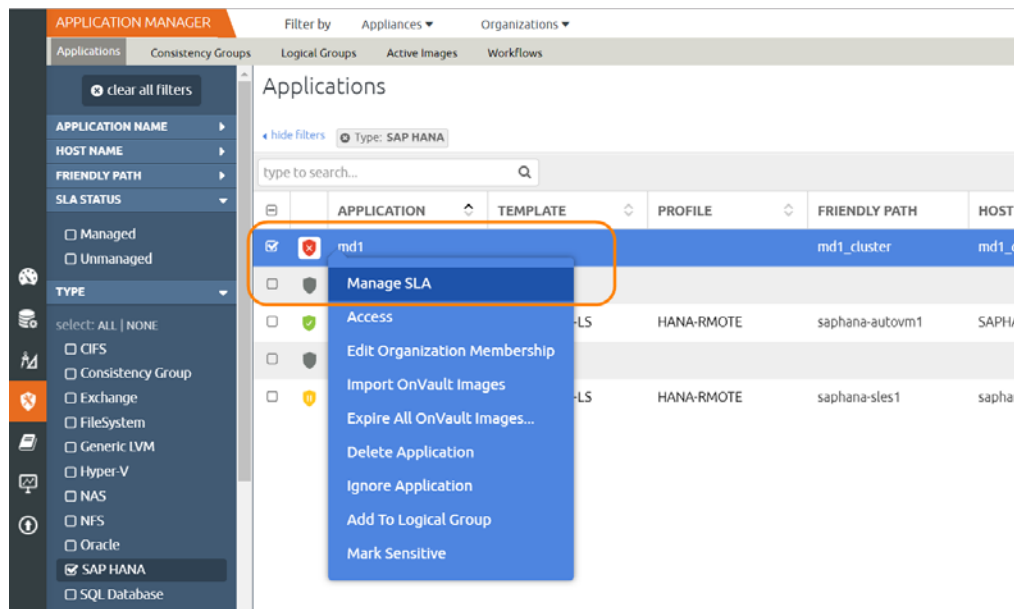 APPLICATION MANAGER Filter by Appliances Organizations
Applications Consistency Groups Logical Groups Active Images Workflows
clear all filters
APPLICATION NAME
HOST NAME
FRIENDLY PATH
SLA STATUS
Managed
Unmanaged
TYPE
select: ALL | NONE
CIFS
Consistency Group
Exchange
FileSystem
Generic LVM
Hyper-V
NAS
NFS
Oracle
SAP HANA
SQL Database
Applications
hide filters Type: SAP HANA
type to search...
APPLICATION TEMPLATE PROFILE FRIENDLY PATH HOST
md1 md1_cluster md1_
Manage SLA
Access
Edit Organization Membership
Import OnVault Images
Expire All OnVault Images...
Delete Application
Ignore Application
Add To Logical Group
Mark Sensitive
-LS HANA-RMOTE saphana-autovm1 SAPH
-LS HANA-RMOTE saphana-sles1 sapha